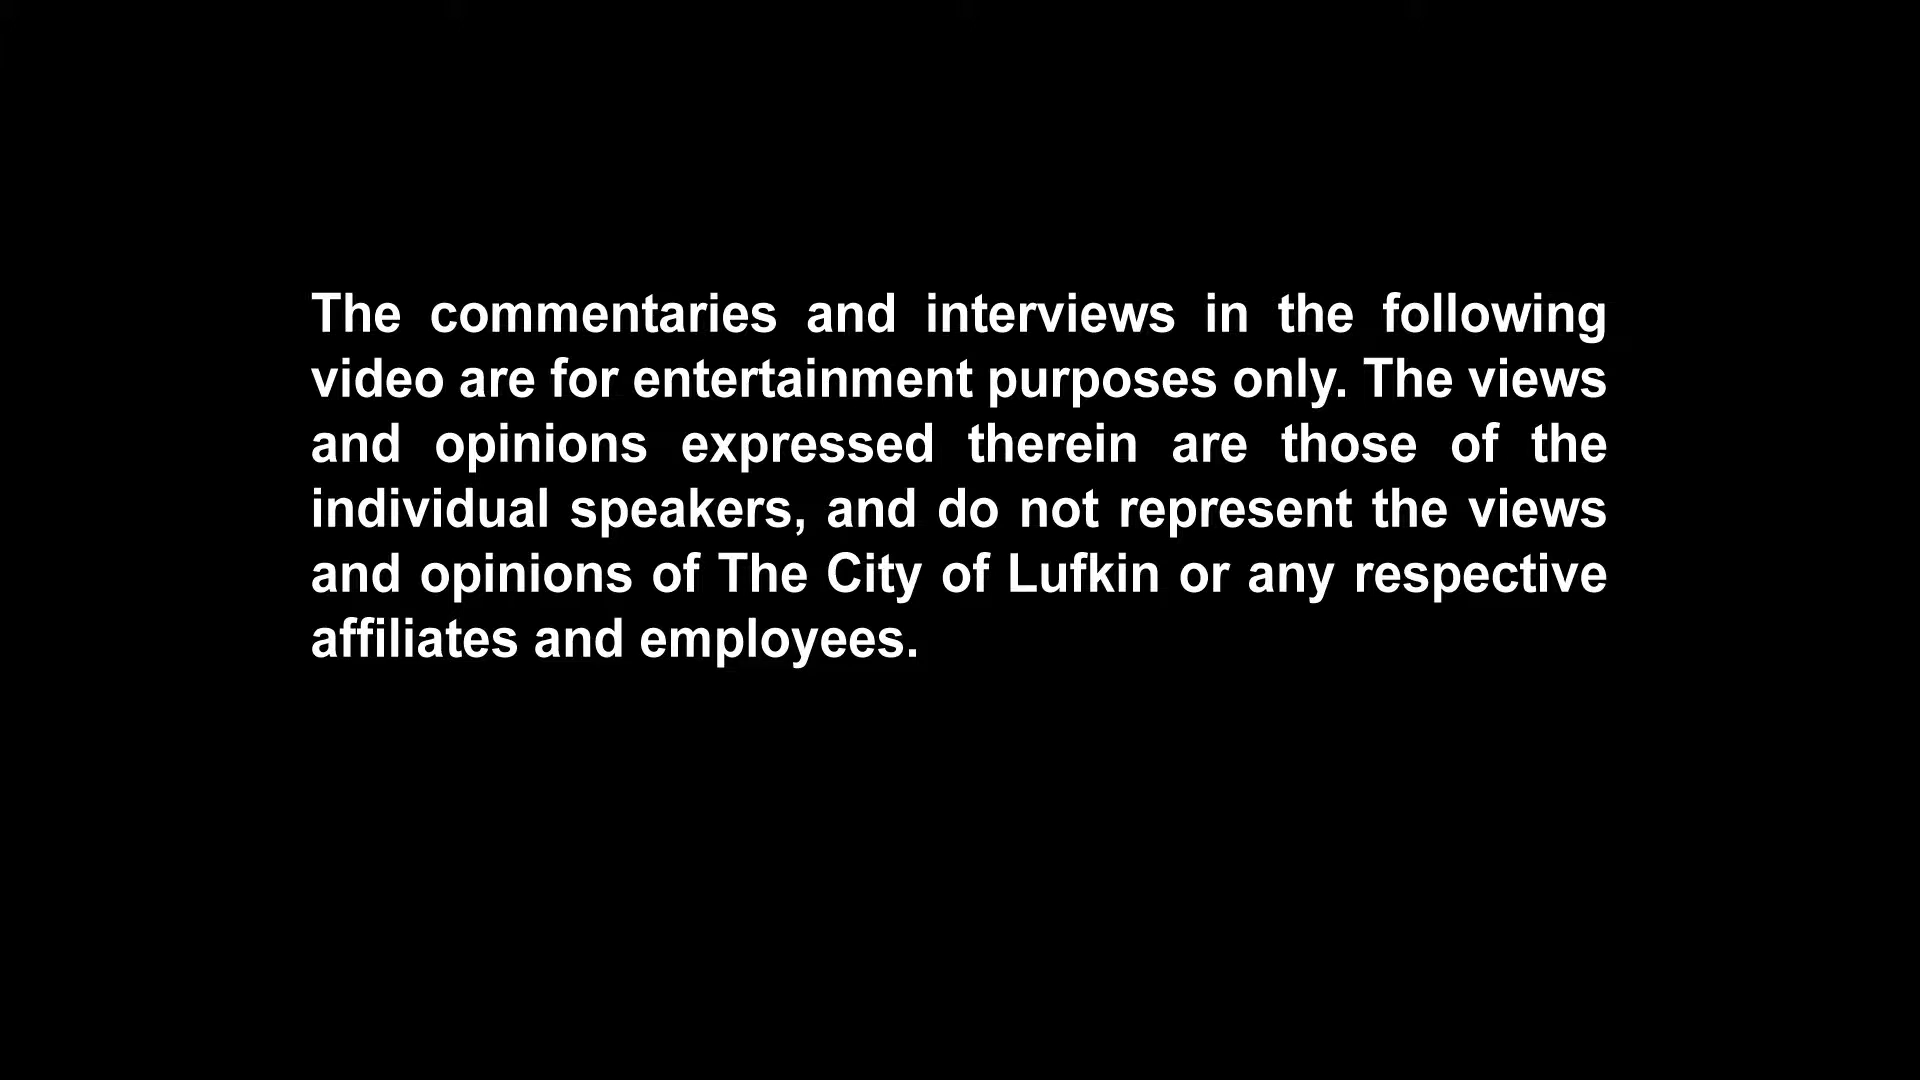 The commentaries and interviews in the following
video are for entertainment purposes only. The views
and opinions expressed therein are those of the
individual speakers, and do not represent the views
and opinions of The City of Lufkin or any respective
affiliates and employees.